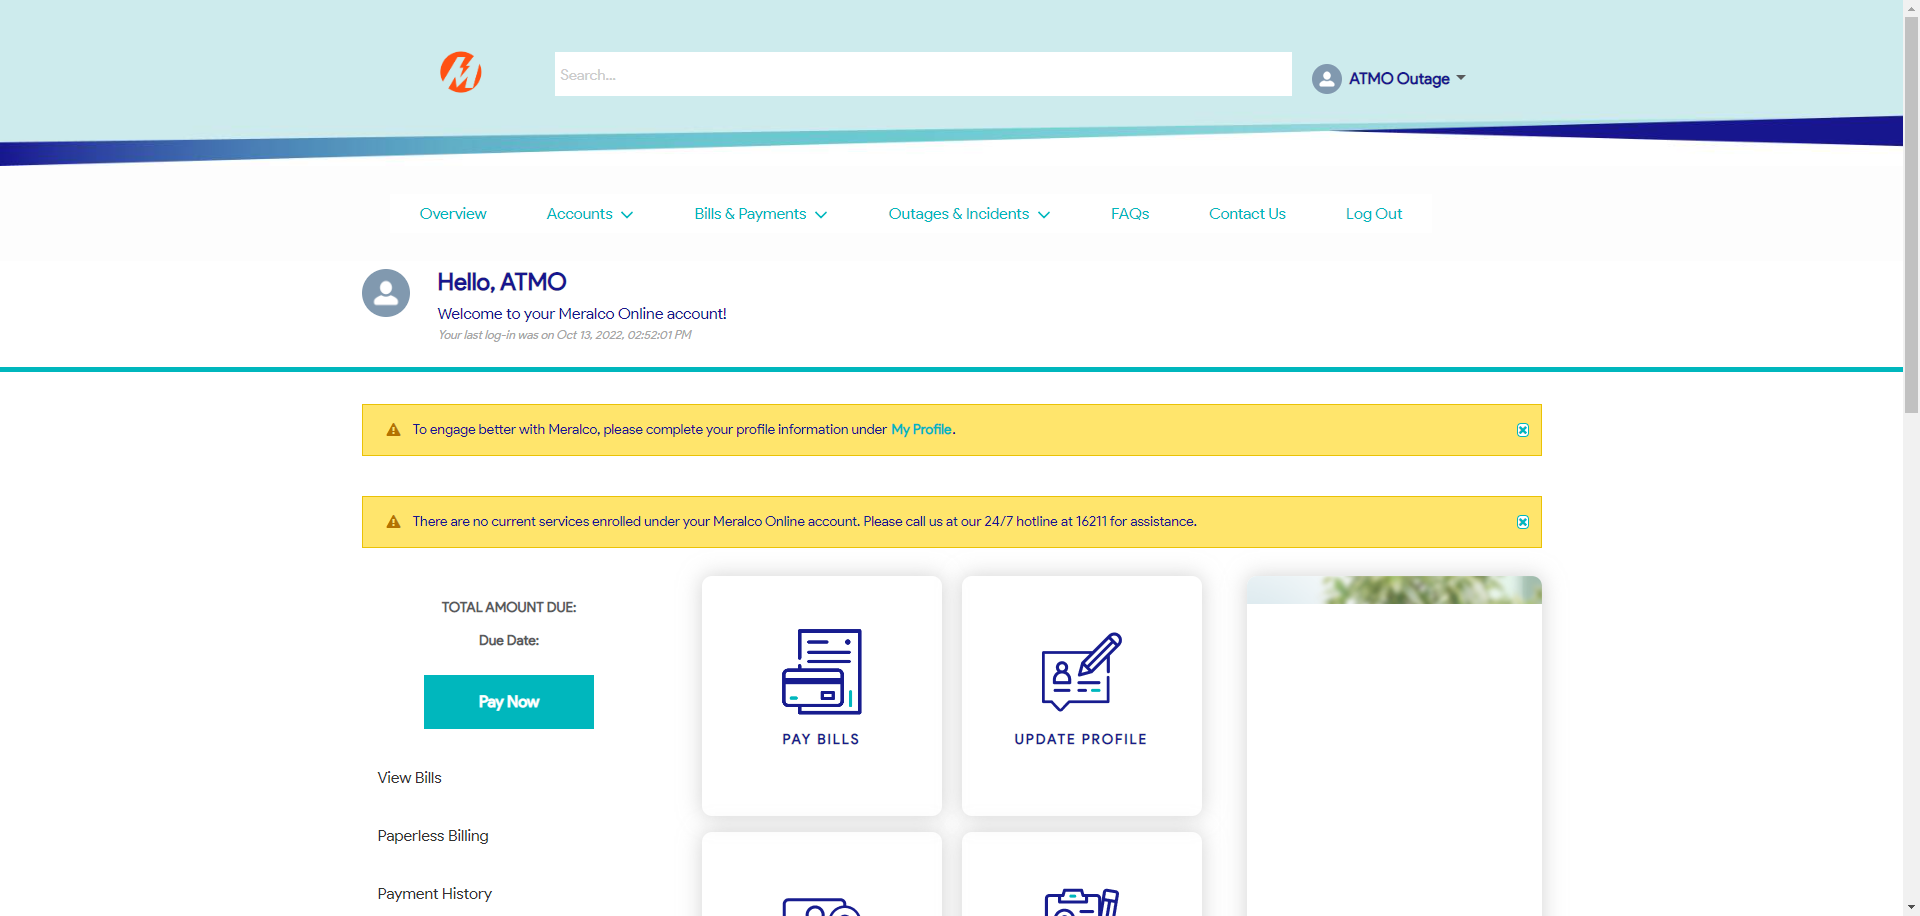 Search...
ATMO Outage
Overview
Accounts
Bills & Payments
Outages & Incidents
FAQs
Contact Us
Log Out
Hello, ATMO
Welcome to your Meralco Online account!
Your last log-in was on Oct 13, 2022, 02:52:01 PM
To engage better with Meralco, please complete your profile information under My Profile.
There are no current services enrolled under your Meralco Online account. Please call us at our 24/7 hotline at 16211 for assistance.
TOTAL AMOUNT DUE:
Due Date:
Pay Now
View Bills
Paperless Billing
Payment History
PAY BILLS
UPDATE PROFILE